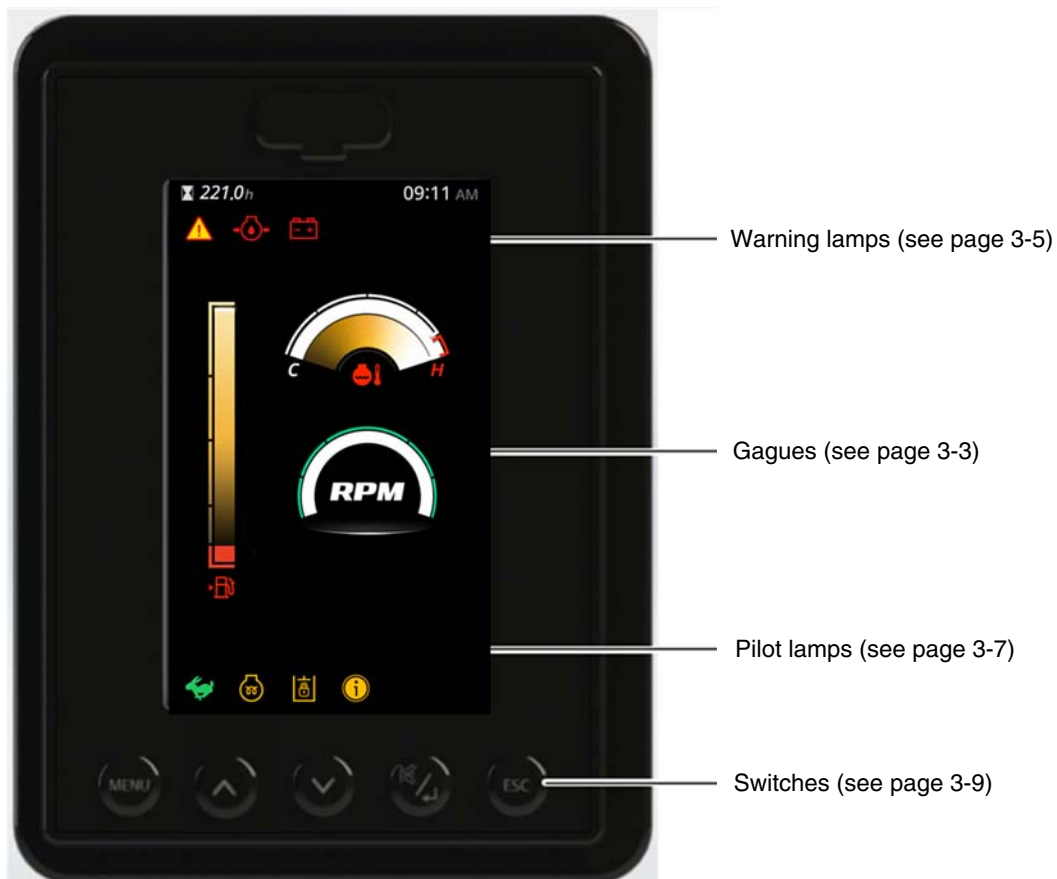 221.0h
09:11 AM
Warning lamps (see page 3-5)
C
H
Gagues (see page 3-3)
RPM
Pilot lamps (see page 3-7)
MENU
ESC
Switches (see page 3-9)